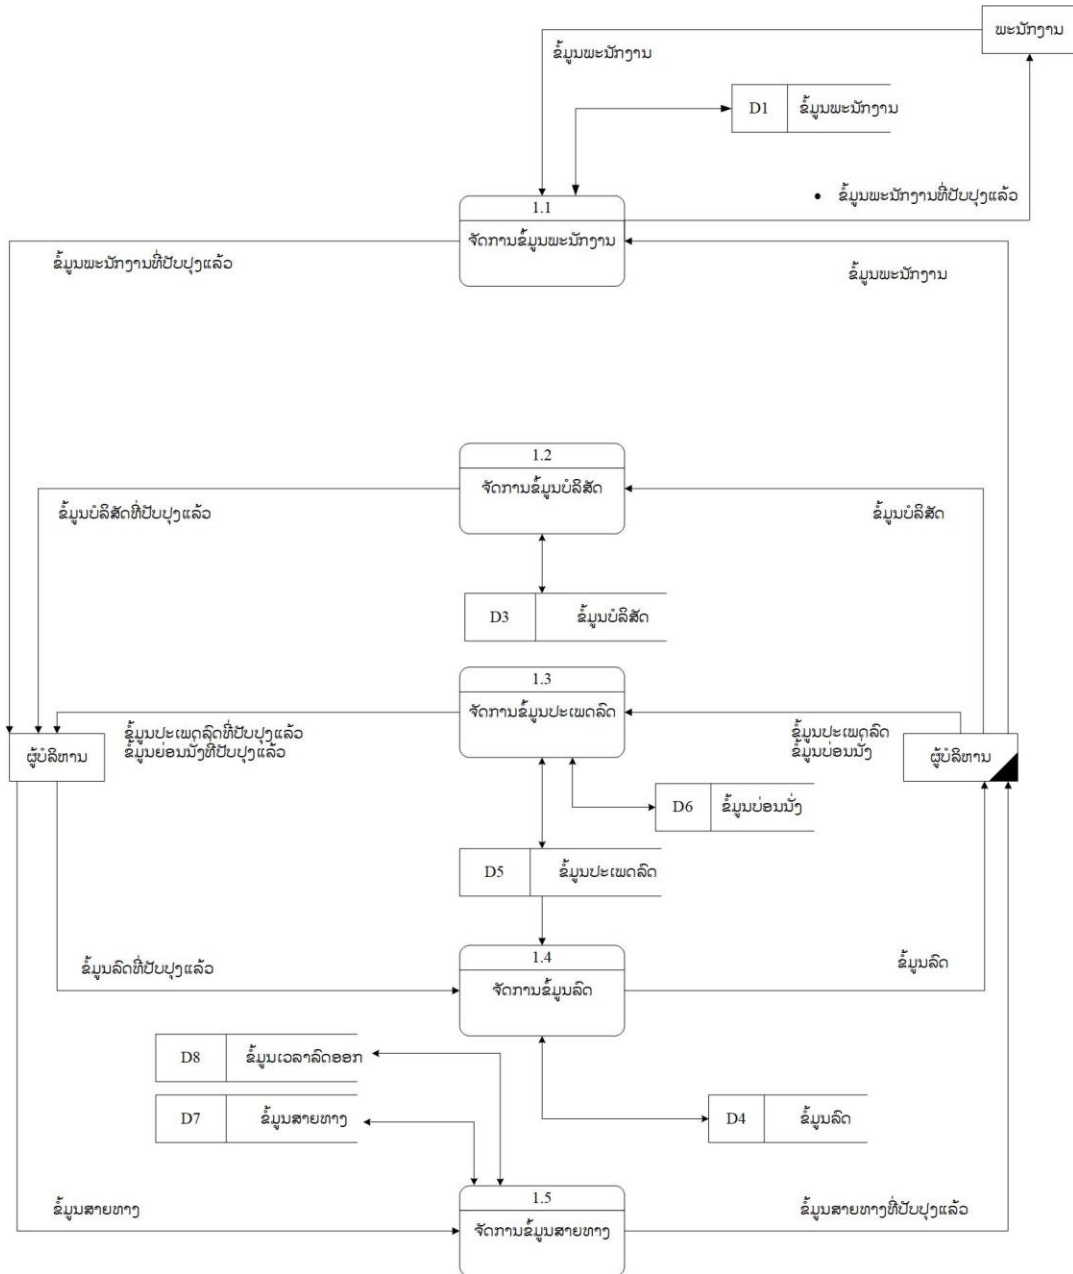 ພະນັກງານ
ຂໍ້ມູນພະນັກງານ
D1 ຂໍ້ມູນພະນັກງານ
• ຂໍ້ມູນພະນັກງານທີ່ປັບປຸງແລ້ວ
1.1
ຈັດການຂໍ້ມູນພະນັກງານ
ຂໍ້ມູນພະນັກງານທີ່ປັບປຸງແລ້ວ
ຂໍ້ມູນພະນັກງານ
1.2
ຈັດການຂໍ້ມູນບໍລິສັດ
ຂໍ້ມູນບໍລິສັດທີ່ປັບປຸງແລ້ວ
ຂໍ້ມູນບໍລິສັດ
D3 ຂໍ້ມູນບໍລິສັດ
1.3
ຈັດການຂໍ້ມູນປະເພດລົດ
ຂໍ້ມູນປະເພດລົດທີ່ປັບປຸງແລ້ວ
ຂໍ້ມູນຍ່ອນນັ່ງທີ່ປັບປຸງແລ້ວ
ຂໍ້ມູນປະເພດລົດ
ຂໍ້ມູນບ່ອນນັ່ງ
ຜູ້ບໍລິຫານ
ຜູ້ບໍລິຫານ
D6 ຂໍ້ມູນບ່ອນນັ່ງ
D5 ຂໍ້ມູນປະເພດລົດ
1.4
ຈັດການຂໍ້ມູນລົດ
ຂໍ້ມູນລົດທີ່ປັບປຸງແລ້ວ
ຂໍ້ມູນລົດ
D8 ຂໍ້ມູນເວລາລົດອອກ
D7 ຂໍ້ມູນສາຍທາງ
D4 ຂໍ້ມູນລົດ
1.5
ຈັດການຂໍ້ມູນສາຍທາງ
ຂໍ້ມູນສາຍທາງ
ຂໍ້ມູນສາຍທາງທີ່ປັບປຸງແລ້ວ